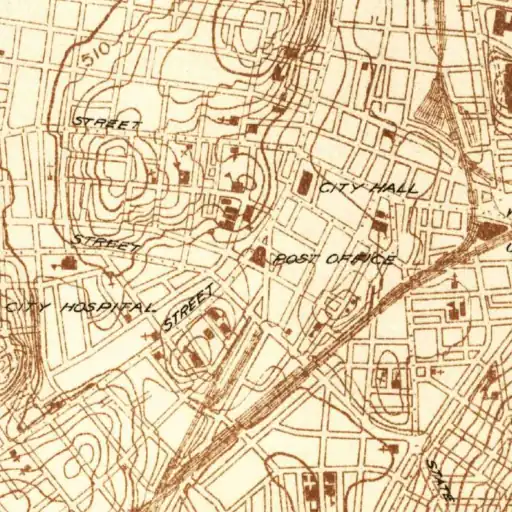 510
STREET
CITY HALL
STREET
POST OFFICE
CITY HOSPITAL
STREET
STATE